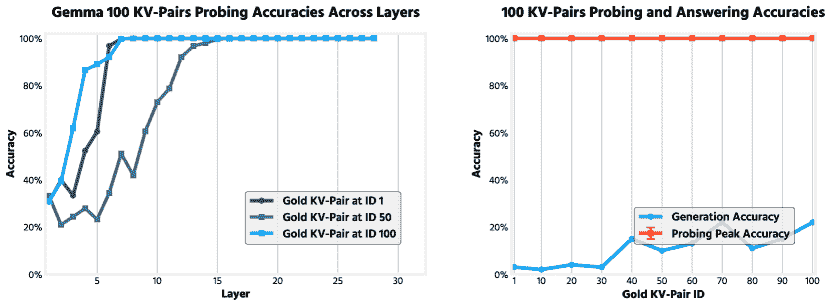 Gemma 100 KV-Pairs Probing Accuracies Across Layers
100%
80%
60%
40%
20%
0%
Accuracy
5
10
15
20
25
30
Layer
Gold KV-Pair at ID 1
Gold KV-Pair at ID 50
Gold KV-Pair at ID 100
100 KV-Pairs Probing and Answering Accuracies
100%
80%
60%
40%
20%
0%
Accuracy
1
10
20
30
40
50
60
70
80
90
100
Gold KV-Pair ID
Generation Accuracy
Probing Peak Accuracy